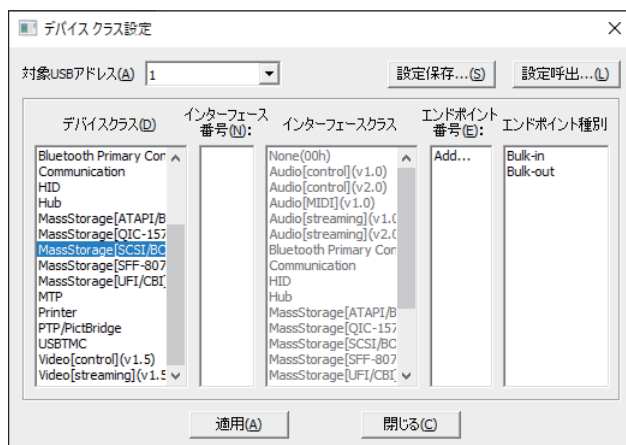 デバイス クラス設定
対象USBアドレス(A) 1 設定保存...(S) 設定呼出...(L)
デバイスクラス(D)
Bluetooth Primary Con
Communication
HID
Hub
MassStorage[ATAPI/B
MassStorage[QIC-157
MassStorage[SCSI/BC
MassStorage[SFF-807
MassStorage[UFI/CBI]
MTP
Printer
PTP/PictBridge
USBTMC
Video[control](v1.5)
Video[streaming](v1.5
インターフェース
番号(N):
インターフェースクラス
None(00h)
Audio[control](v1.0)
Audio[control](v2.0)
Audio[MIDI](v1.0)
Audio[streaming](v1.0
Audio[streaming](v2.0
Bluetooth Primary Con
Communication
HID
Hub
MassStorage[ATAPI/B
MassStorage[QIC-157
MassStorage[SCSI/BC
MassStorage[SFF-807
MassStorage[UFI/CBI]
エンドポイント
番号(E):
Add...
エンドポイント種別
Bulk-in
Bulk-out
適用(A) 閉じる(C)